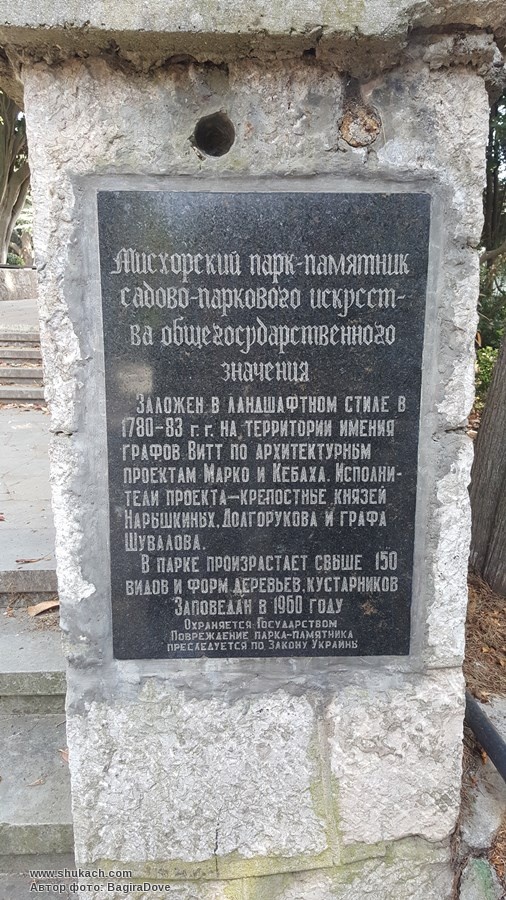 Мисхорский парк-памятник
садово-паркового искусст-
ва общегосударственного
значения
Заложен в ландшафтном стиле в
1780-83 г.г. на территории имения
графов Витт по архитектурным
проектам Марко и Кебаха. Исполни-
тели проекта—крепостные князей
Нарышкиных, Долгорукова и графа
Шувалова.
В парке произрастает свыше 150
видов и форм деревьев, кустарников
Заповедан в 1960 году
Охраняется Государством
Повреждение парка-памятника
преследуется по Закону Украины
www.shukach.com
Автор фото: BagiraDove